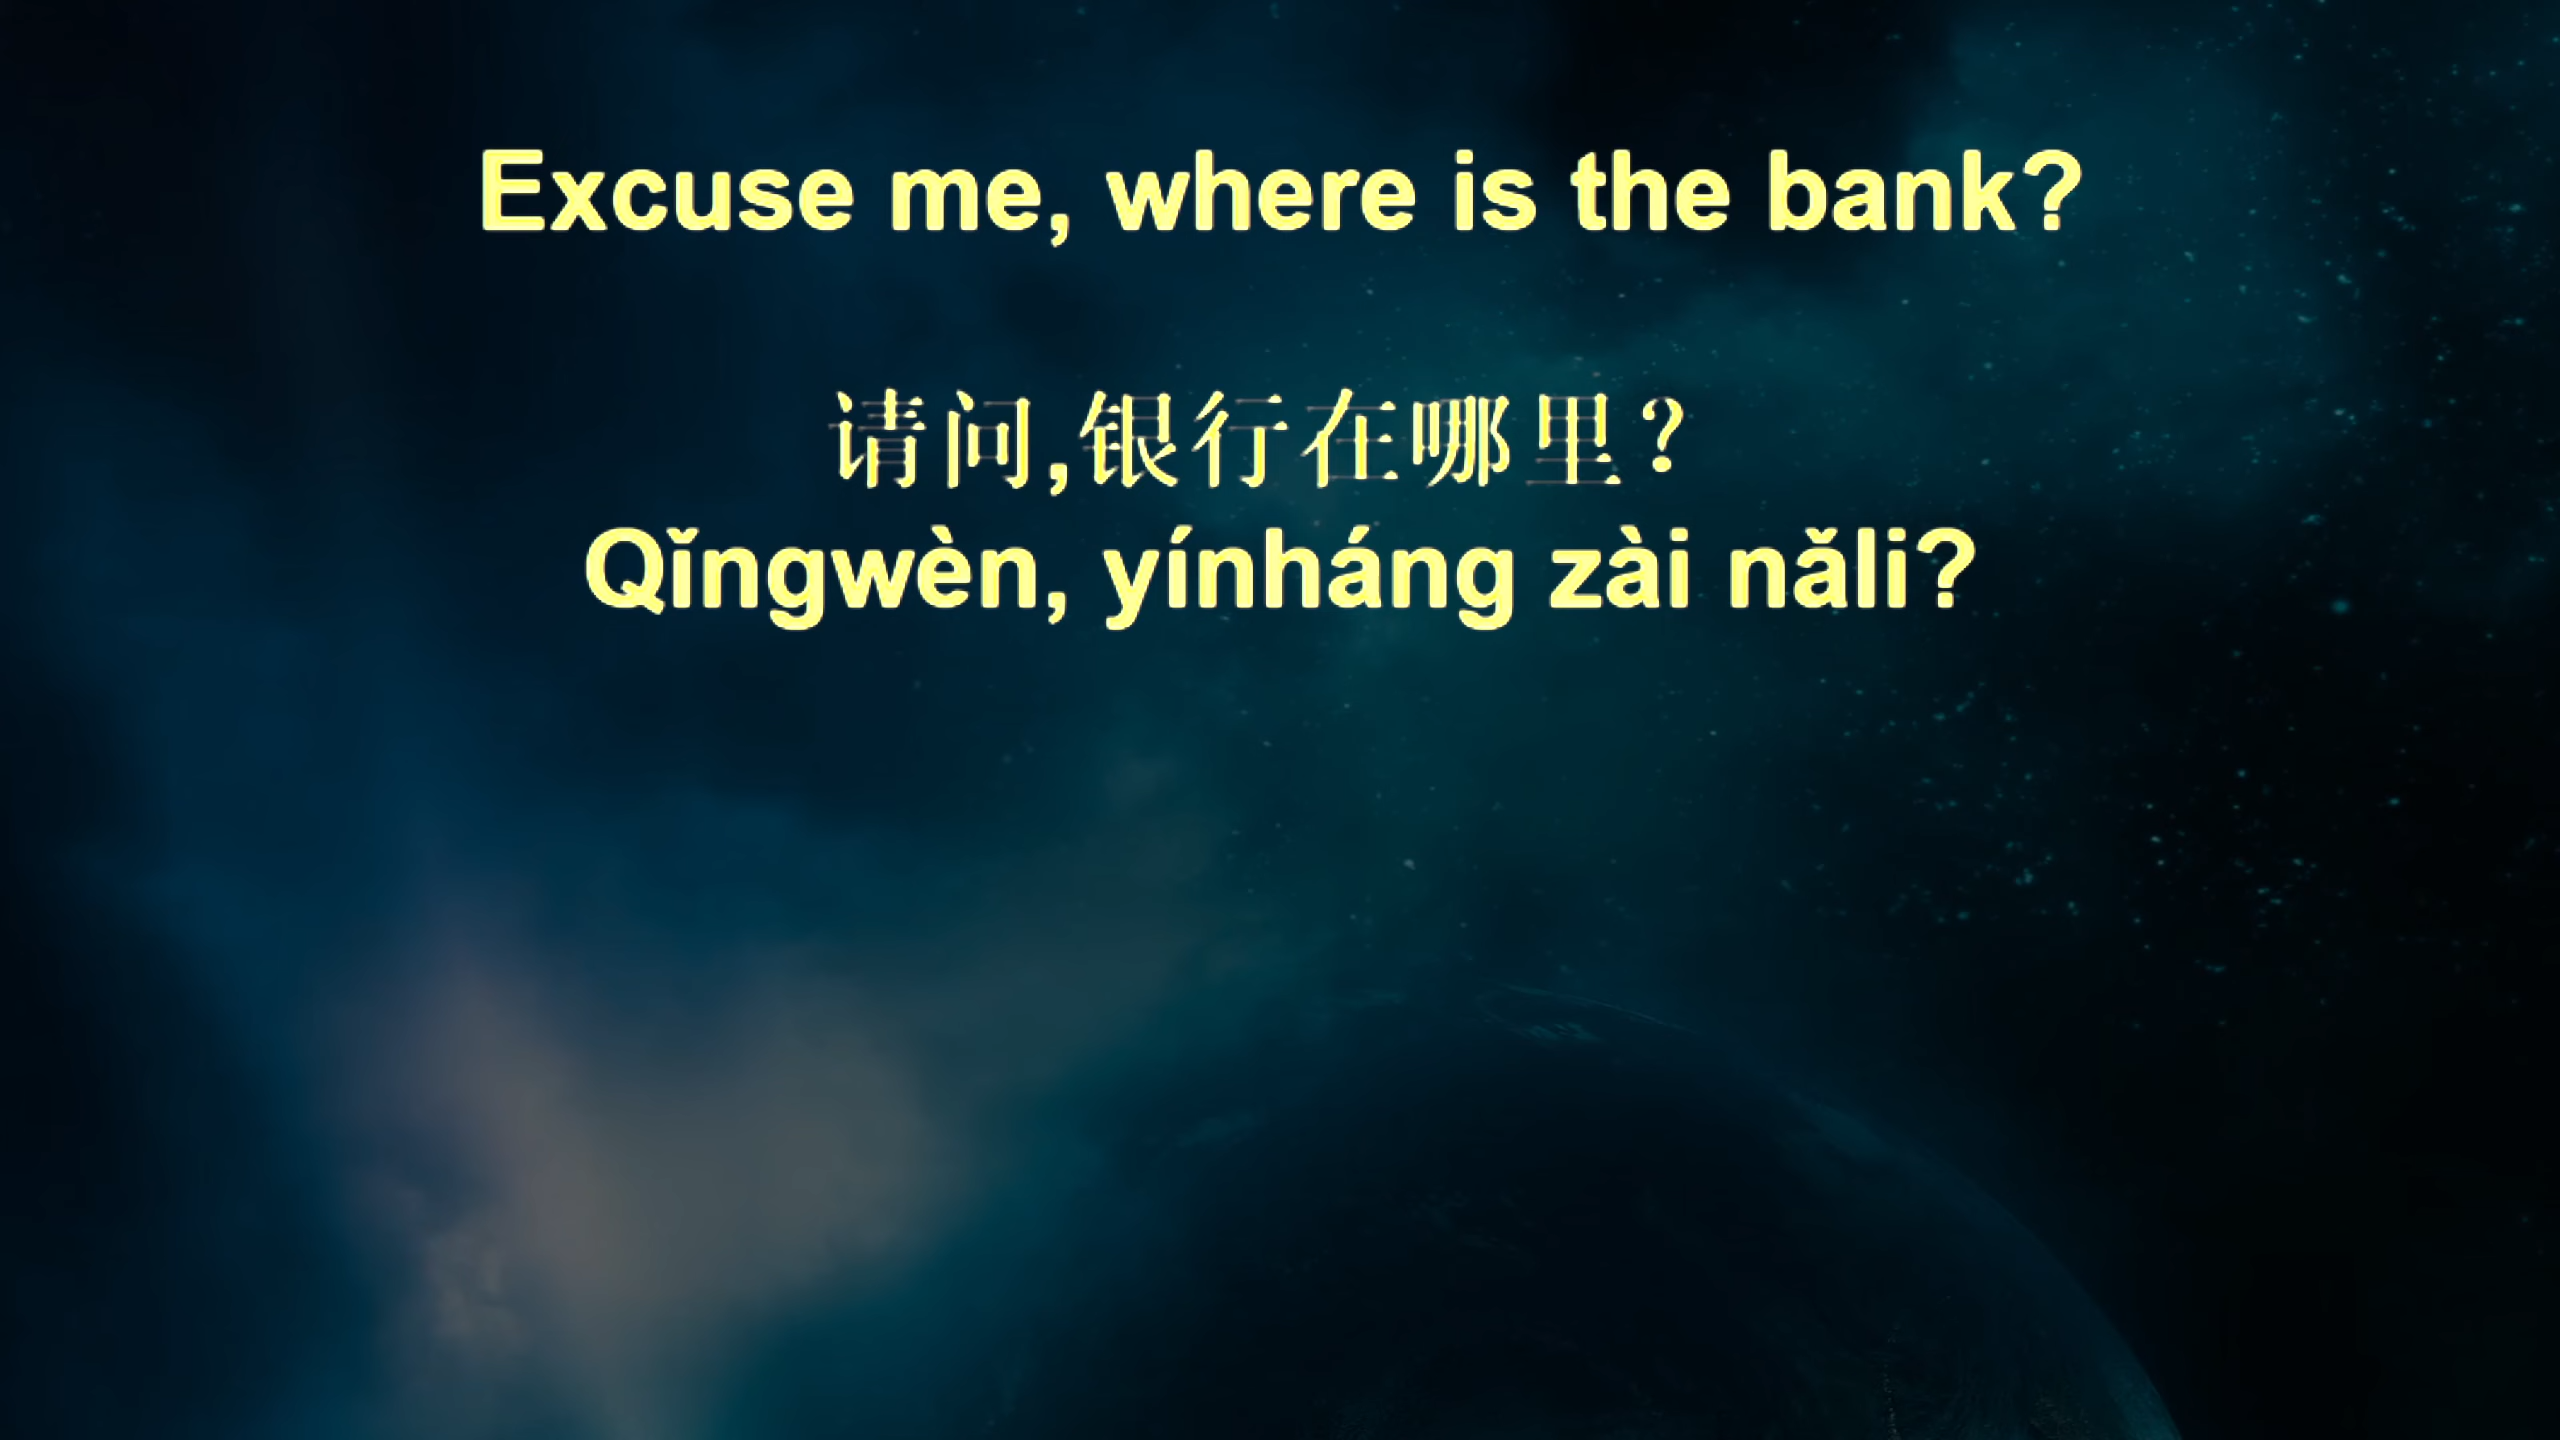 Excuse me, where is the bank?
请问,银行在哪里?
Qǐngwèn, yínháng zài nǎli?